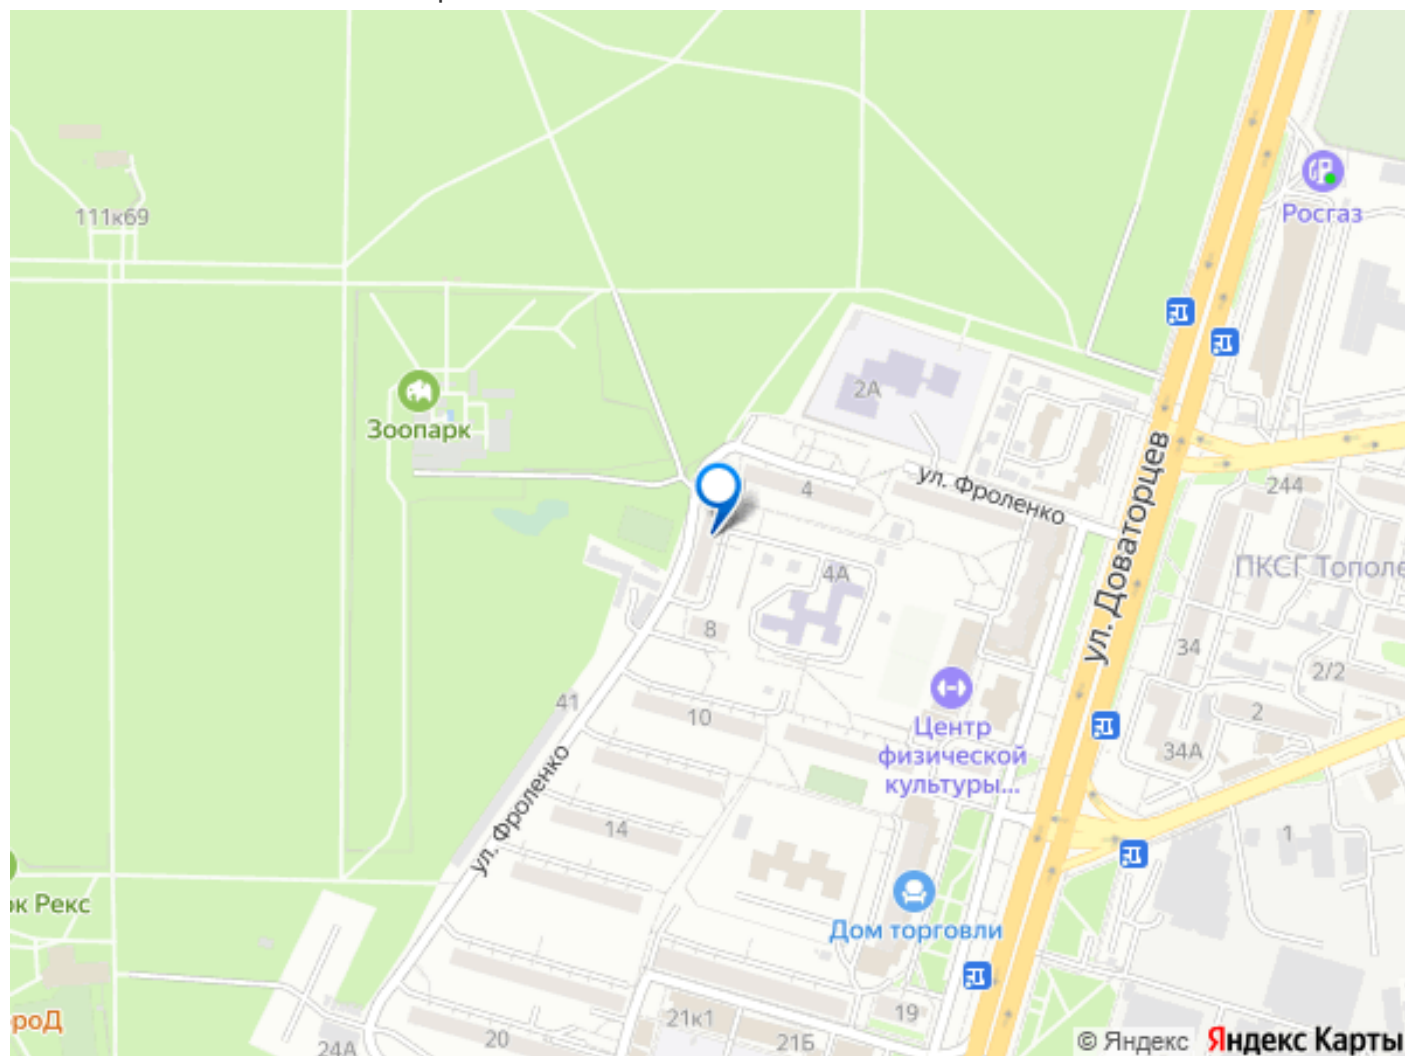 111к69
Росгаз
Зоопарк
2А
ул. Фроленко
4
244
ул. Доваторцев
4А
ПКСГ Тополе
8
34
2/2
41
10
2
Центр
физической
культуры...
34А
ул. Фроленко
14
1
ок Рекс
Дом торговли
роД
24А
20
21к1
21Б
19
© Яндекс
Яндекс Карты